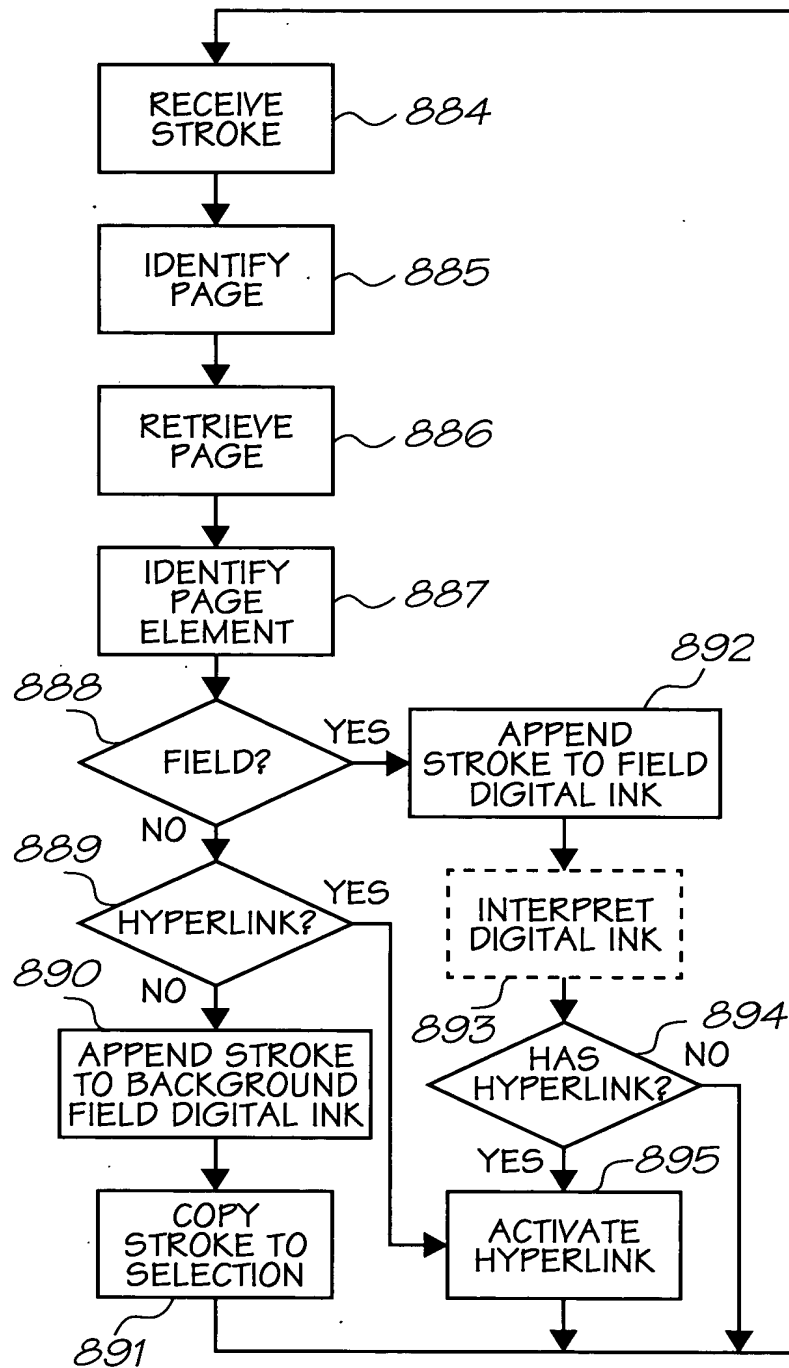 RECEIVE
STROKE
884
IDENTIFY
PAGE
885
RETRIEVE
PAGE
886
IDENTIFY
PAGE
ELEMENT
887
888
FIELD?
YES
NO
892
APPEND
STROKE TO FIELD
DIGITAL INK
889
HYPERLINK?
YES
NO
INTERPRET
DIGITAL INK
893
890
APPEND STROKE
TO BACKGROUND
FIELD DIGITAL INK
894
HAS
HYPERLINK?
NO
YES
895
COPY
STROKE TO
SELECTION
891
ACTIVATE
HYPERLINK